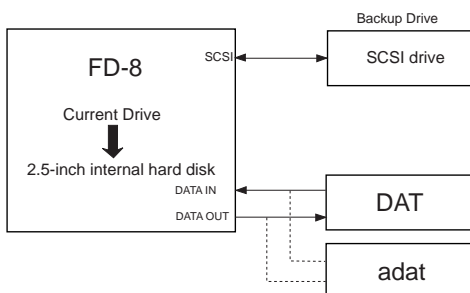 Backup Drive
FD-8
SCSI
SCSI drive
Current Drive
2.5-inch internal hard disk
DATA IN
DATA OUT
DAT
adat